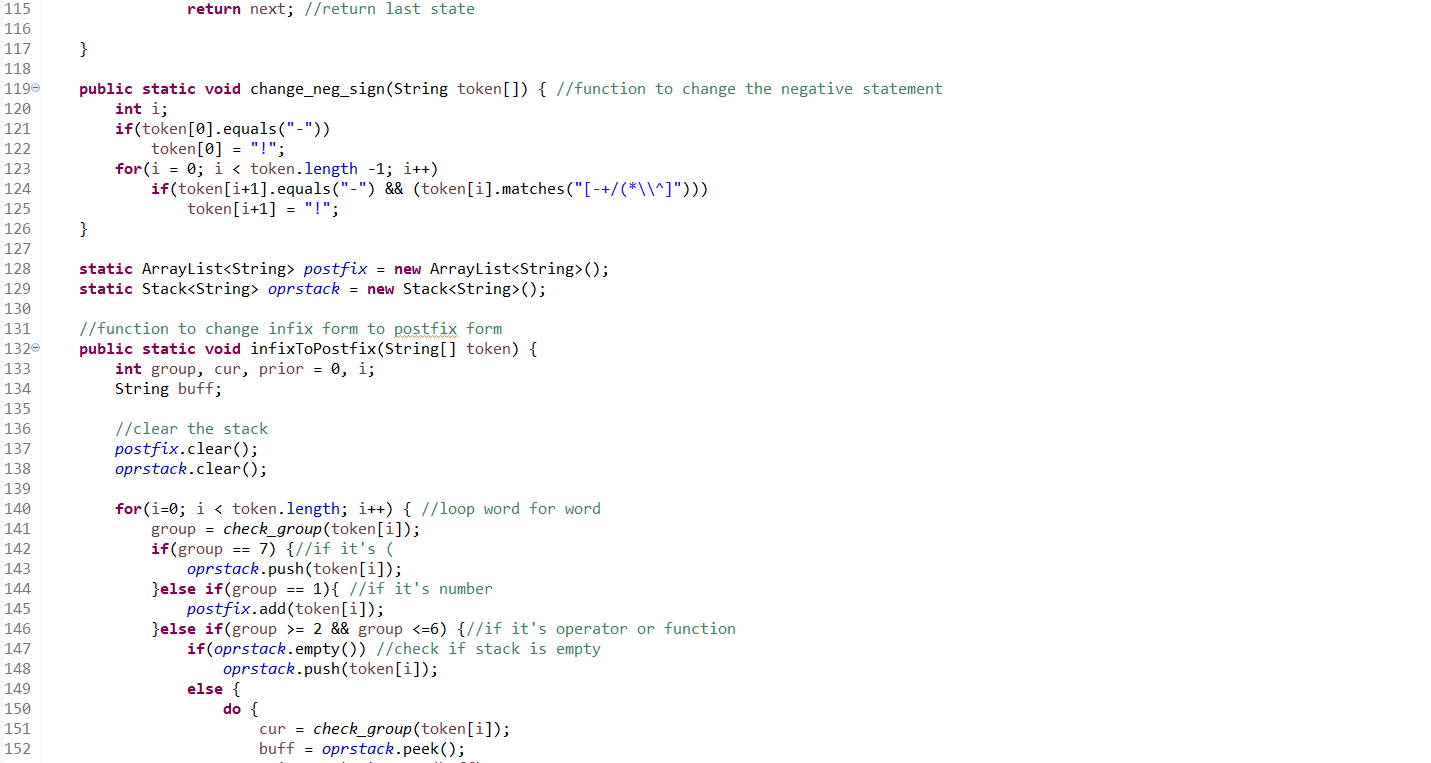 115                 return next; //return last state
116
117     }
118
119     public static void change_neg_sign(String token[]) { //function to change the negative statement
120         int i;
121         if(token[0].equals("-"))
122             token[0] = "!";
123         for(i = 0; i < token.length -1; i++)
124             if(token[i+1].equals("-") && (token[i].matches("[-+/(*\\^]")))
125                 token[i+1] = "!";
126     }
127
128     static ArrayList<String> postfix = new ArrayList<String>();
129     static Stack<String> oprstack = new Stack<String>();
130
131     //function to change infix form to postfix form
132     public static void infixToPostfix(String[] token) {
133         int group, cur, prior = 0, i;
134         String buff;
135
136         //clear the stack
137         postfix.clear();
138         oprstack.clear();
139
140         for(i=0; i < token.length; i++) { //loop word for word
141             group = check_group(token[i]);
142             if(group == 7) {//if it's (
143                 oprstack.push(token[i]);
144             }else if(group == 1){ //if it's number
145                 postfix.add(token[i]);
146             }else if(group >= 2 && group <=6) {//if it's operator or function
147                 if(oprstack.empty()) //check if stack is empty
148                     oprstack.push(token[i]);
149                 else {
150                     do {
151                         cur = check_group(token[i]);
152                         buff = oprstack.peek();